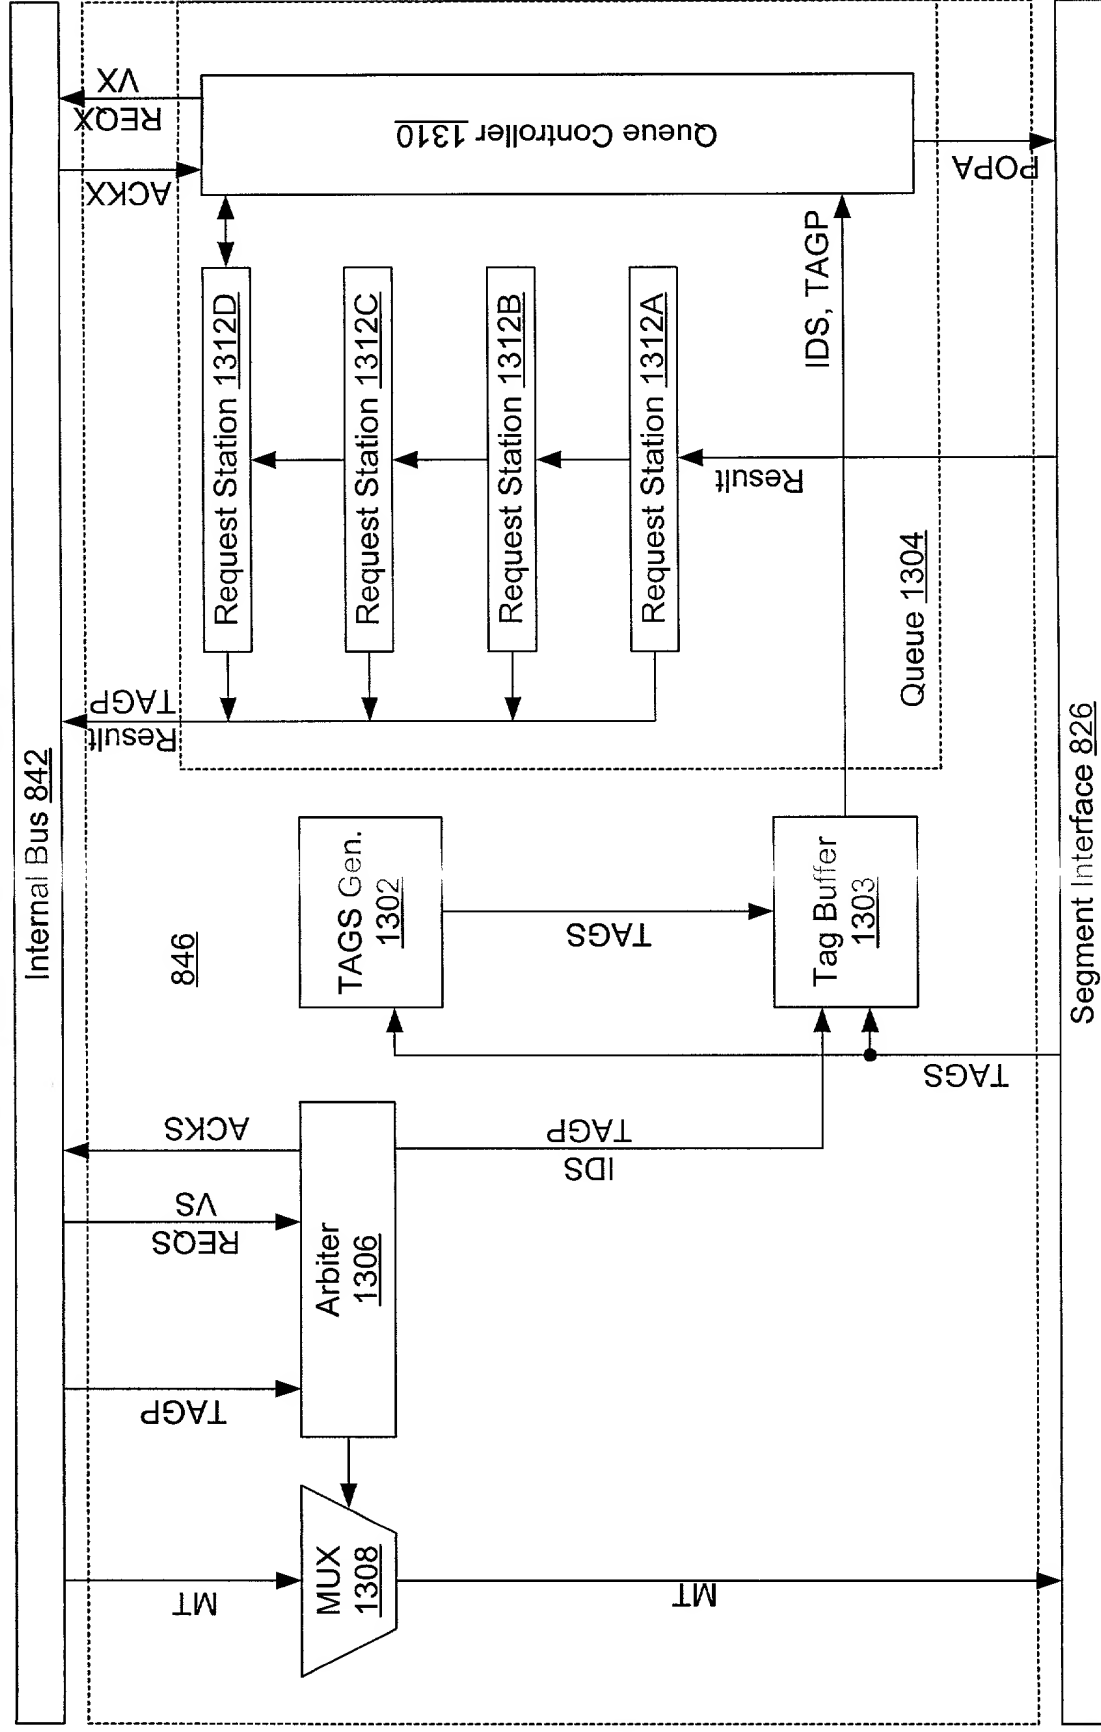 Internal Bus 842
846
MT
TAGP
REQS
VS
ACKS
Result
TAGP
ACKX
REQX
VX
MUX
1308
Arbiter
1306
IDS
TAGP
TAGS Gen.
1302
TAGS
Tag Buffer
1303
TAGS
MT
Request Station 1312D
Request Station 1312C
Request Station 1312B
Request Station 1312A
Result
IDS, TAGP
Queue Controller 1310
POPA
Queue 1304
Segment Interface 826